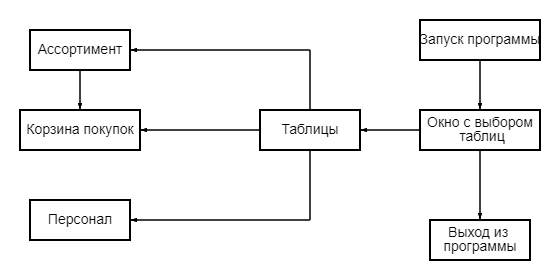 Ассортимент
Запуск программы
Корзина покупок
Таблицы
Окно с выбором
таблиц
Персонал
Выход из
программы